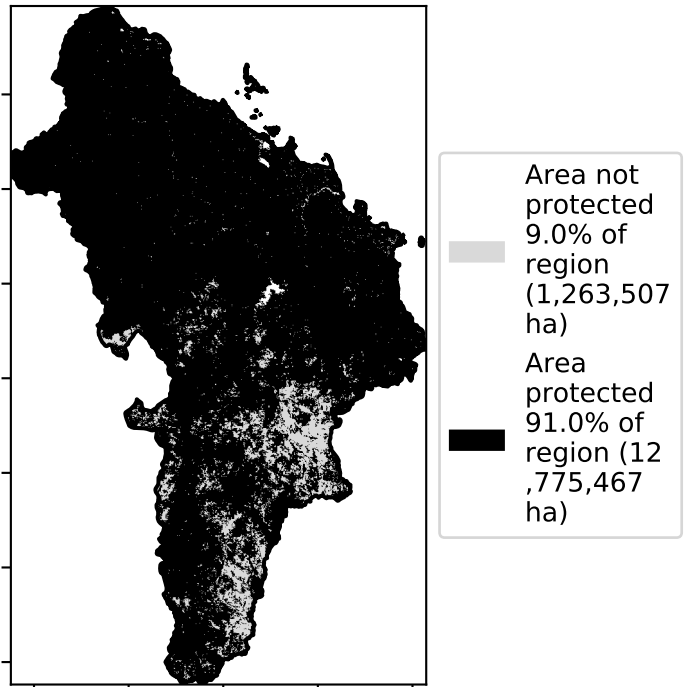 Area not
protected
9.0% of
region
(1,263,507
ha)
Area
protected
91.0% of
region (12
,775,467
ha)